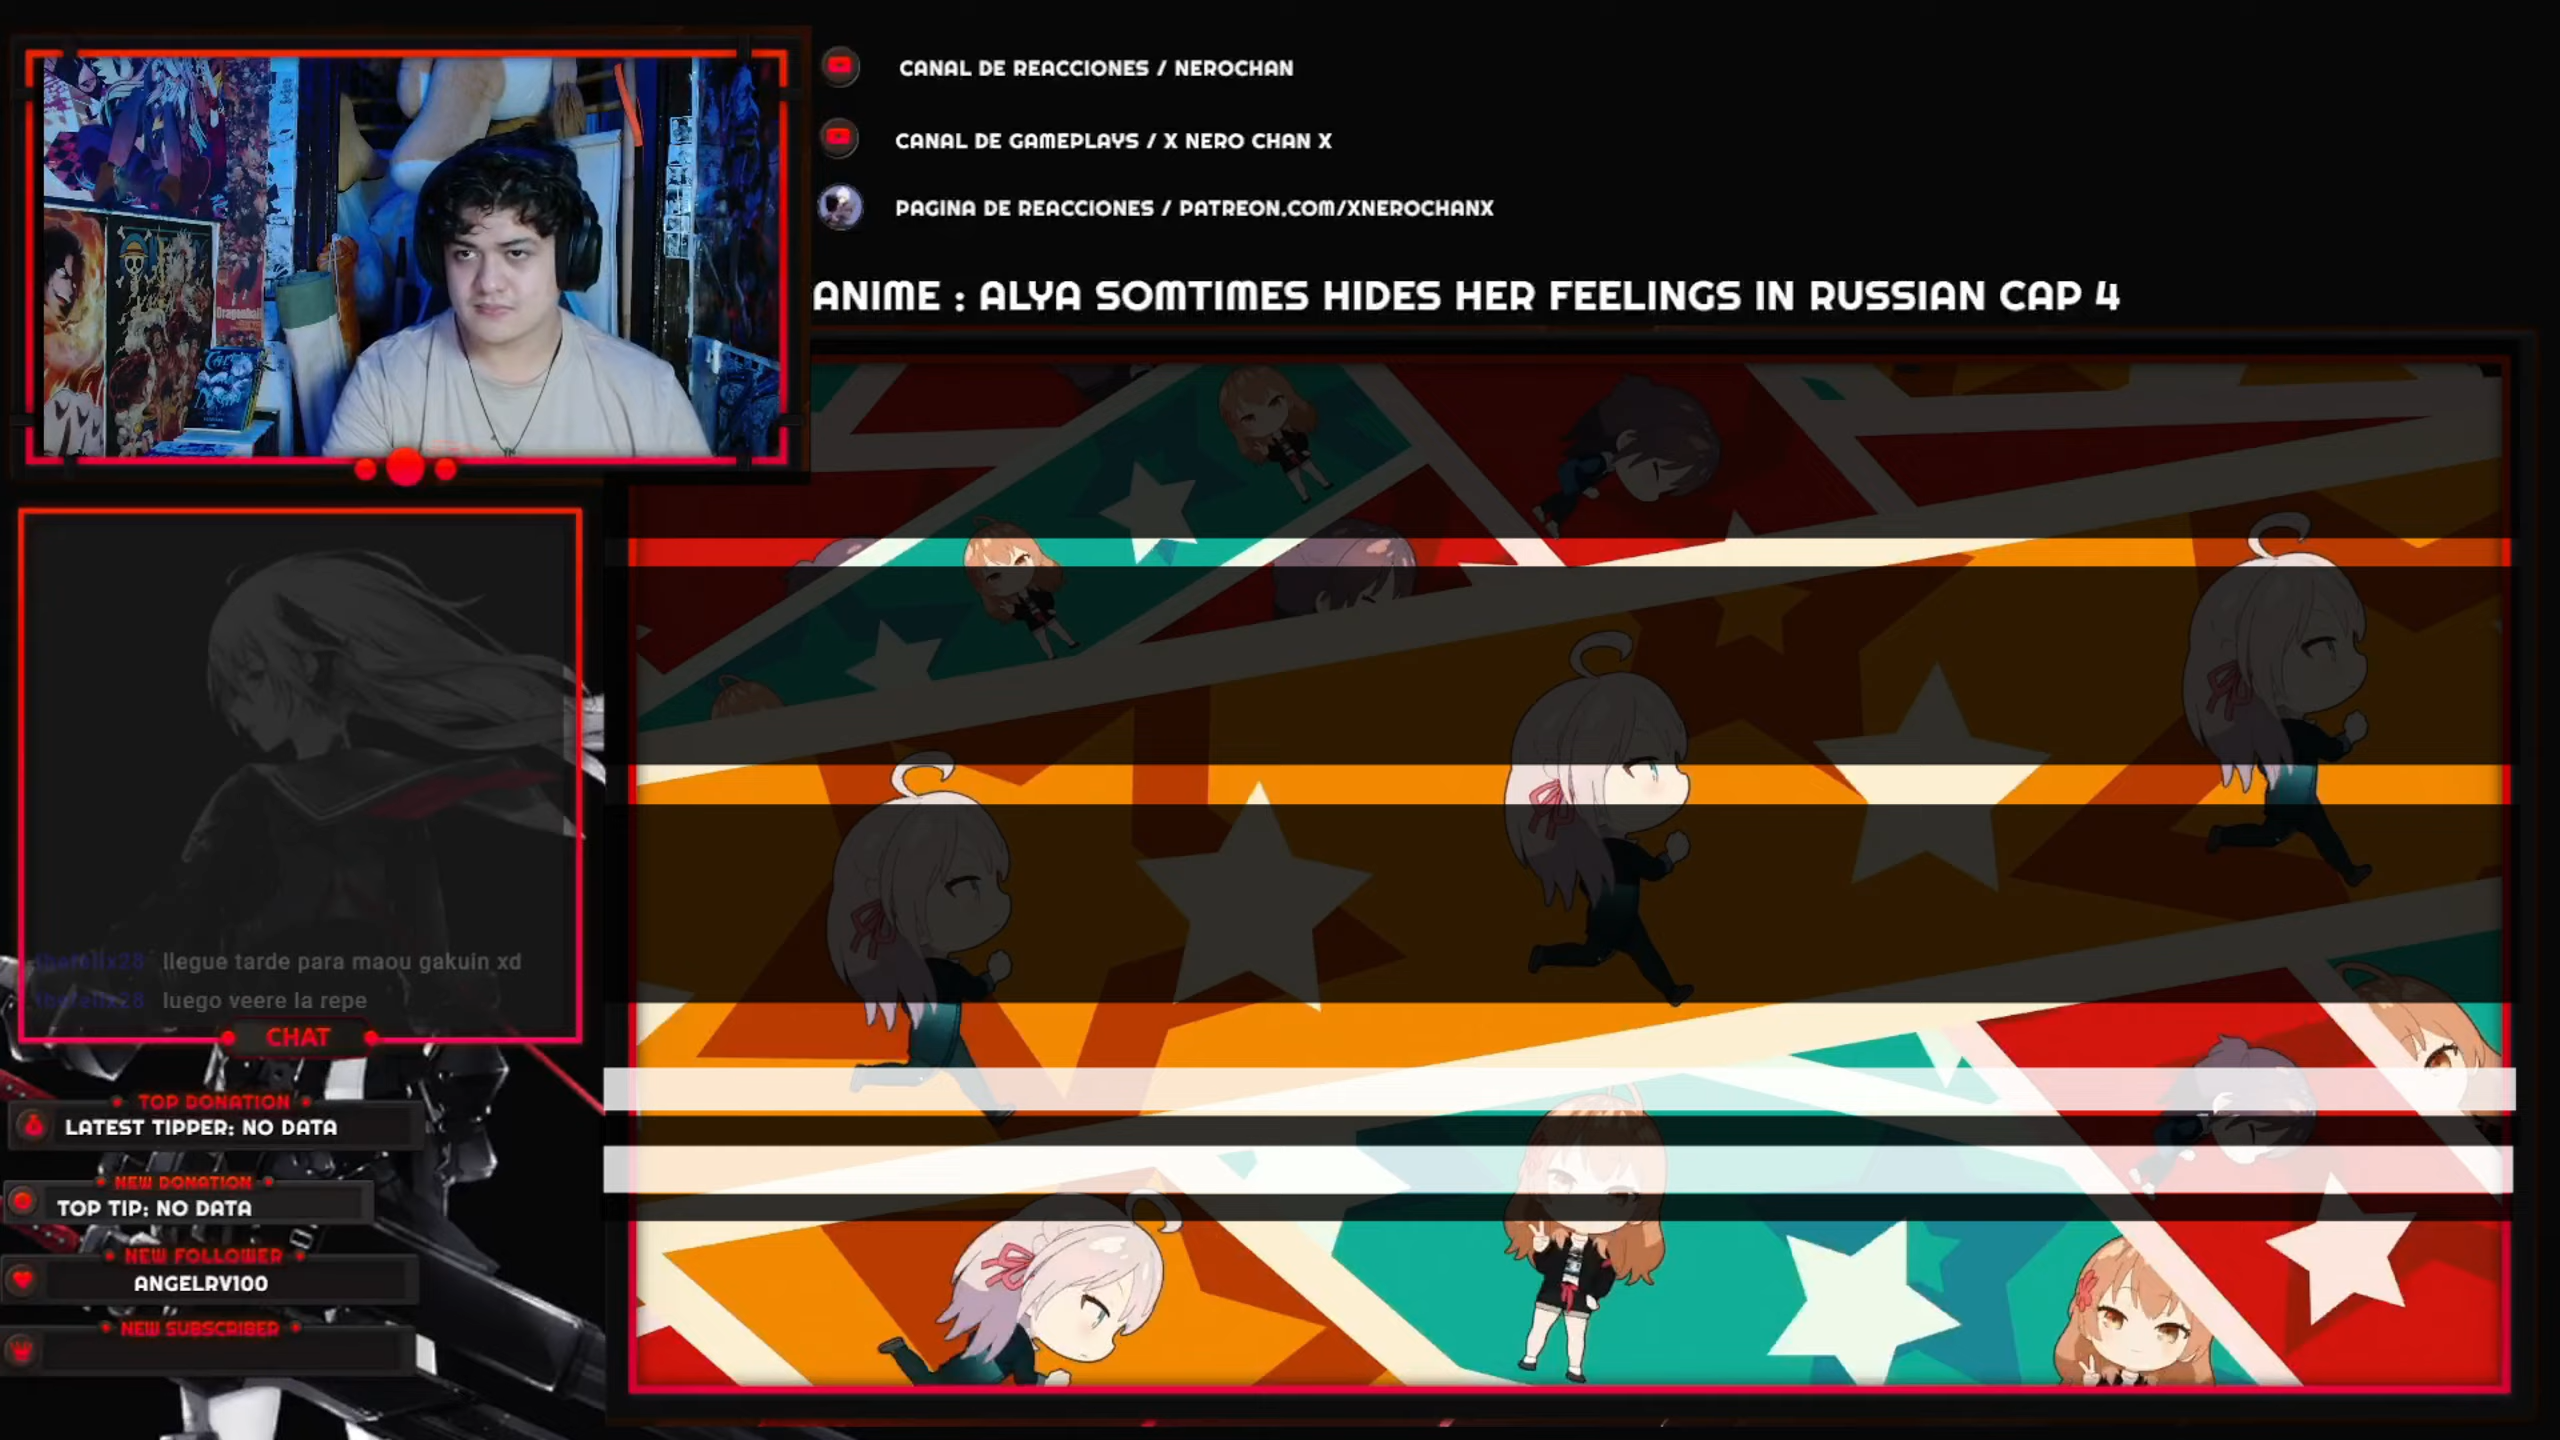 CANAL DE REACCIONES / NEROCHAN
CANAL DE GAMEPLAYS / X NERO CHAN X
PAGINA DE REACCIONES / PATREON.COM/XNEROCHANX
ANIME : ALYA SOMTIMES HIDES HER FEELINGS IN RUSSIAN CAP 4
llegue tarde para maou gakuin xd
luego veere la repe
CHAT
TOP DONATION
LATEST TIPPER: NO DATA
NEW DONATION
TOP TIP: NO DATA
NEW FOLLOWER
ANGELRV100
NEW SUBSCRIBER